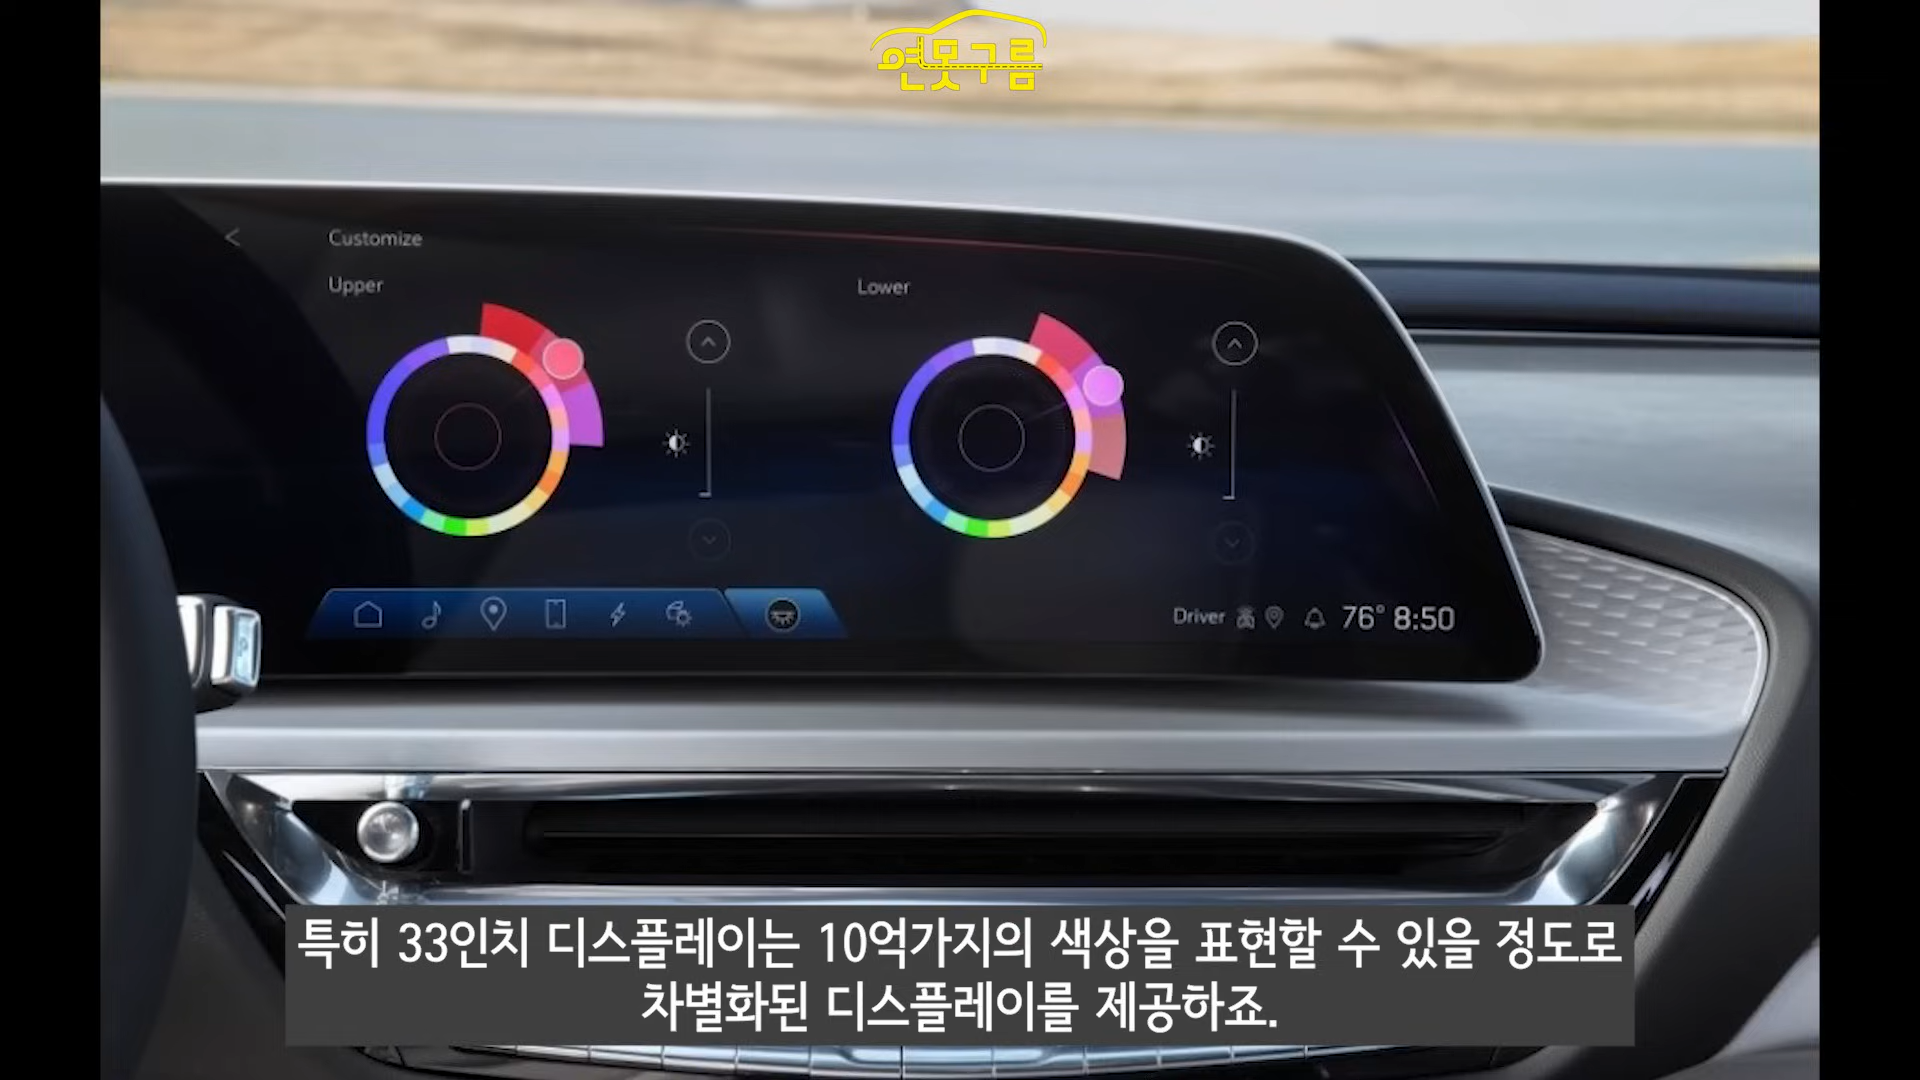 연못구름
Customize
Upper
Lower
Driver 76° 8:50
특히 33인치 디스플레이는 10억가지의 색상을 표현할 수 있을 정도로
차별화된 디스플레이를 제공하죠.